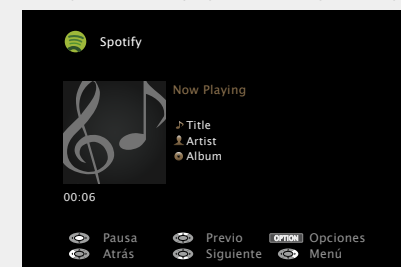 Spotify
Now Playing
Title
Artist
Album
00:06
Pausa Previo OPTION Opciones
Atrás Siguiente Menú